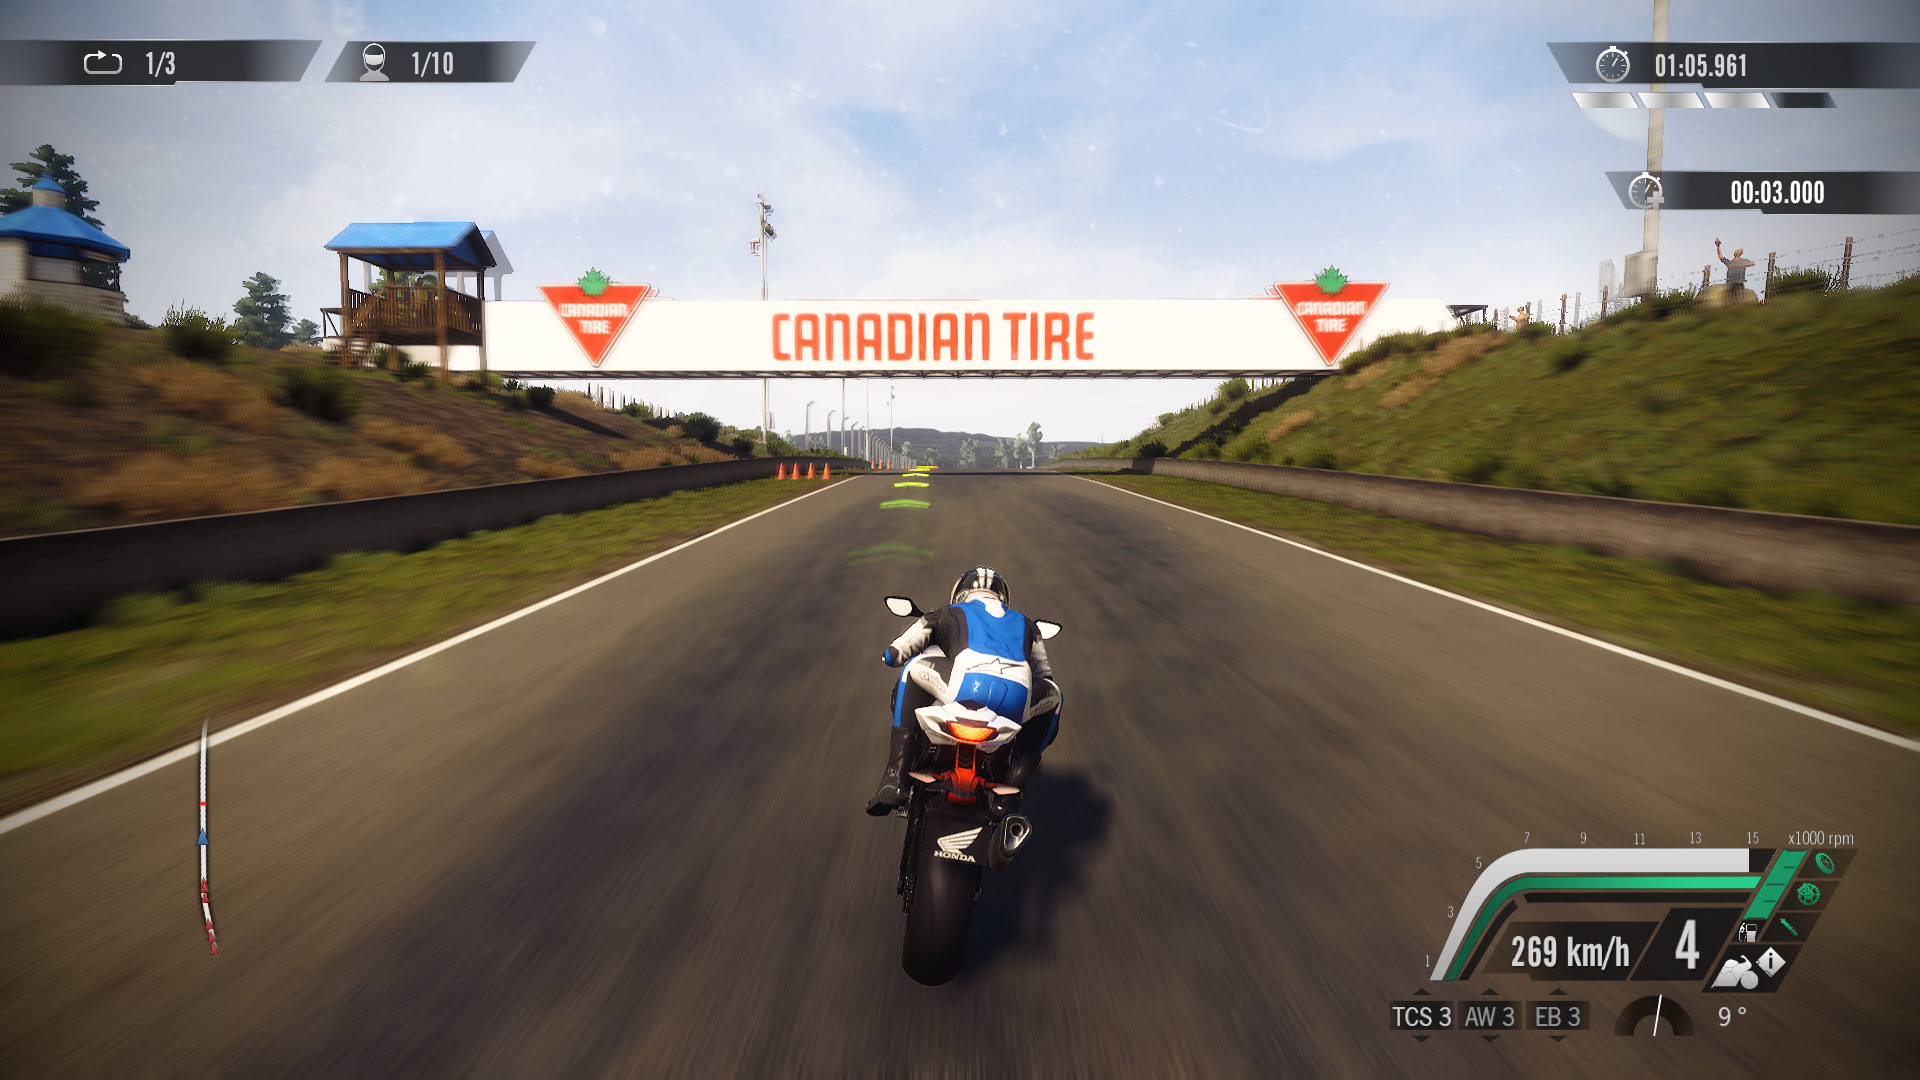 1/3
1/10
01:05.961
00:03.000
CANADIAN
TIRE
CANADIAN TIRE
CANADIAN
TIRE
HONDA
1
3
5
7
9
11
13
15
x1000 rpm
269 km/h
4
TCS 3
AW 3
EB 3
9°